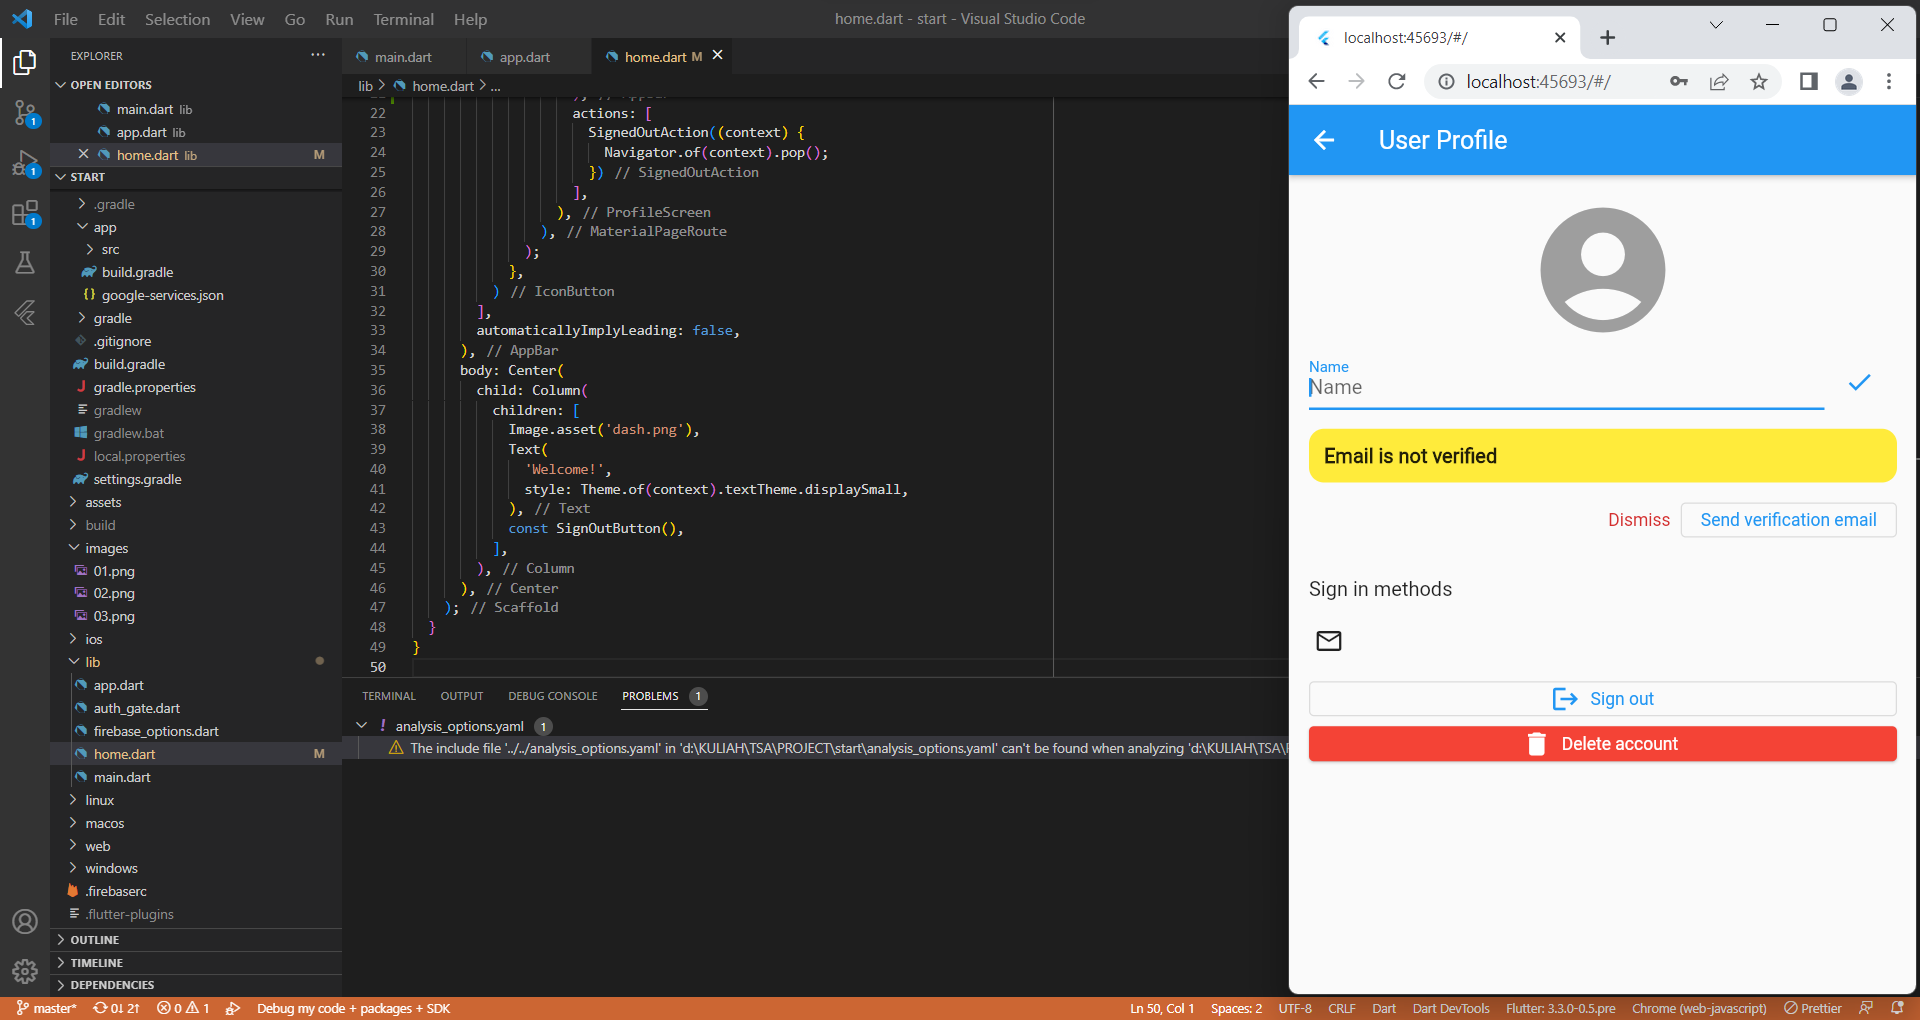 File Edit Selection View Go Run Terminal Help
home.dart - start - Visual Studio Code
EXPLORER
OPEN EDITORS
main.dart lib
app.dart lib
home.dart lib M
START
.gradle
app
src
build.gradle
google-services.json
gradle
.gitignore
build.gradle
gradle.properties
gradlew
gradlew.bat
local.properties
settings.gradle
assets
build
images
01.png
02.png
03.png
ios
lib
app.dart
auth_gate.dart
firebase_options.dart
home.dart M
main.dart
linux
macos
web
windows
.firebaserc
.flutter-plugins
OUTLINE
TIMELINE
DEPENDENCIES
1
1
1
main.dart app.dart home.dart M
lib > home.dart > ...
22 actions: [
23 SignedOutAction((context) {
24 Navigator.of(context).pop();
25 }) // SignedOutAction
26 ],
27 ), // ProfileScreen
28 ), // MaterialPageRoute
29 );
30 },
31 ) // IconButton
32 ],
33 automaticallyImplyLeading: false,
34 ), // AppBar
35 body: Center(
36 child: Column(
37 children: [
38 Image.asset('dash.png'),
39 Text(
40 'Welcome!',
41 style: Theme.of(context).textTheme.displaySmall,
42 ), // Text
43 const SignOutButton(),
44 ],
45 ), // Column
46 ), // Center
47 ); // Scaffold
48 }
49 }
50
TERMINAL OUTPUT DEBUG CONSOLE PROBLEMS 1
! analysis_options.yaml 1
The include file '../../analysis_options.yaml' in 'd:\KULIAH\TSA\PROJECT\start\analysis_options.yaml' can't be found when analyzing 'd:\KULIAH\TSA\
localhost:45693/#/
localhost:45693/#/
User Profile
Name
Name
Email is not verified
Dismiss Send verification email
Sign in methods
Sign out
Delete account
master* 0↓ 2↑ 0 1 Debug my code + packages + SDK
Ln 50, Col 1 Spaces: 2 UTF-8 CRLF Dart Dart DevTools Flutter: 3.3.0-0.5.pre Chrome (web-javascript) Prettier